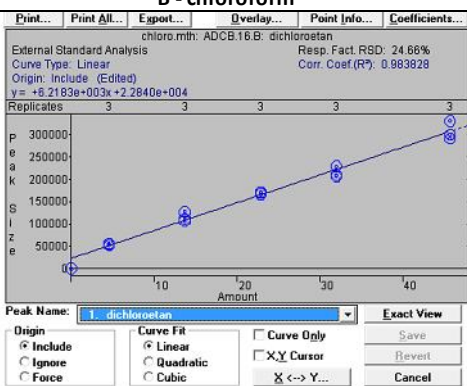 B - chloroform
Print... Print All... Export... Overlay... Point Info... Coefficients...
chloro.mth: ADCB.16.B: dichloroetan
External Standard Analysis Resp. Fact. RSD: 24.66%
Curve Type: Linear Corr. Coef.(R²): 0.983828
Origin: Include (Edited)
y = +6.2183e+003x +2.2840e+004
Replicates 3 3 3 3 3
Peak Size
300000
250000
200000
150000
100000
50000
0
10 20 30 40
Amount
Peak Name: 1. dichloroetan Exact View
Origin Curve Fit Curve Only Save
Include Linear X,Y Cursor Revert
Ignore Quadratic
Force Cubic X <--> Y... Cancel